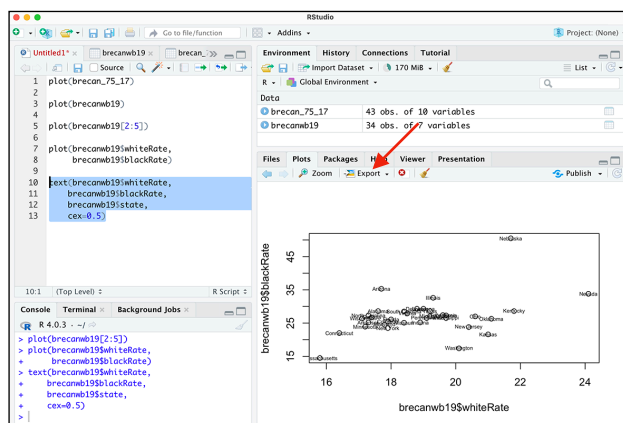 RStudio
Go to file/function
Addins
Project: (None)
Untitled1*
brecanwb19
brecan_
Source
1 plot(brecan_75_17)
2
3 plot(brecanwb19)
4
5 plot(brecanwb19[2:5])
6
7 plot(brecanwb19$whiteRate,
8 brecanwb19$blackRate)
9
10 text(brecanwb19$whiteRate,
11 brecanwb19$blackRate,
12 brecanwb19$state,
13 cex=0.5)
10:1 (Top Level) R Script
Console Terminal Background Jobs
R 4.0.3 · ~/
> plot(brecanwb19[2:5])
> plot(brecanwb19$whiteRate,
+ brecanwb19$blackRate)
> text(brecanwb19$whiteRate,
+ brecanwb19$blackRate,
+ brecanwb19$state,
+ cex=0.5)
>
Environment History Connections Tutorial
Import Dataset 170 MiB List
R Global Environment
Data
brecan_75_17 43 obs. of 10 variables
brecanwb19 34 obs. of 7 variables
Files Plots Packages Viewer Presentation
Zoom Export Publish
brecanwb19$blackRate
45
35
25
15
Nebraska
Arizona
Nevada
Illinois
Kentucky
Oklahoma
Connecticut
New Jersey
Alabama
Washington
16 18 20 22 24
brecanwb19$whiteRate